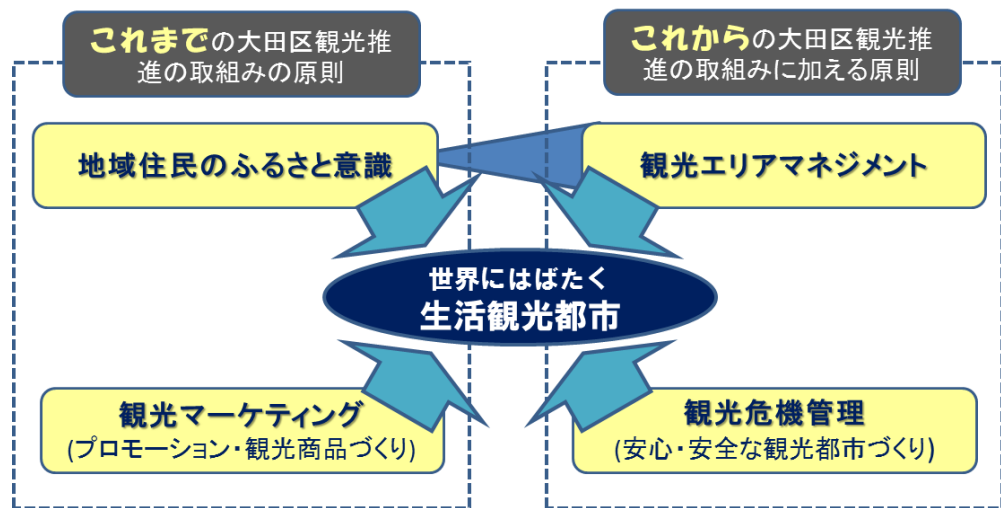 これまでの大田区観光推
進の取組みの原則
これからの大田区観光推
進の取組みに加える原則
地域住民のふるさと意識
観光エリアマネジメント
世界にはばたく
生活観光都市
観光マーケティング
(プロモーション・観光商品づくり)
観光危機管理
(安心・安全な観光都市づくり)